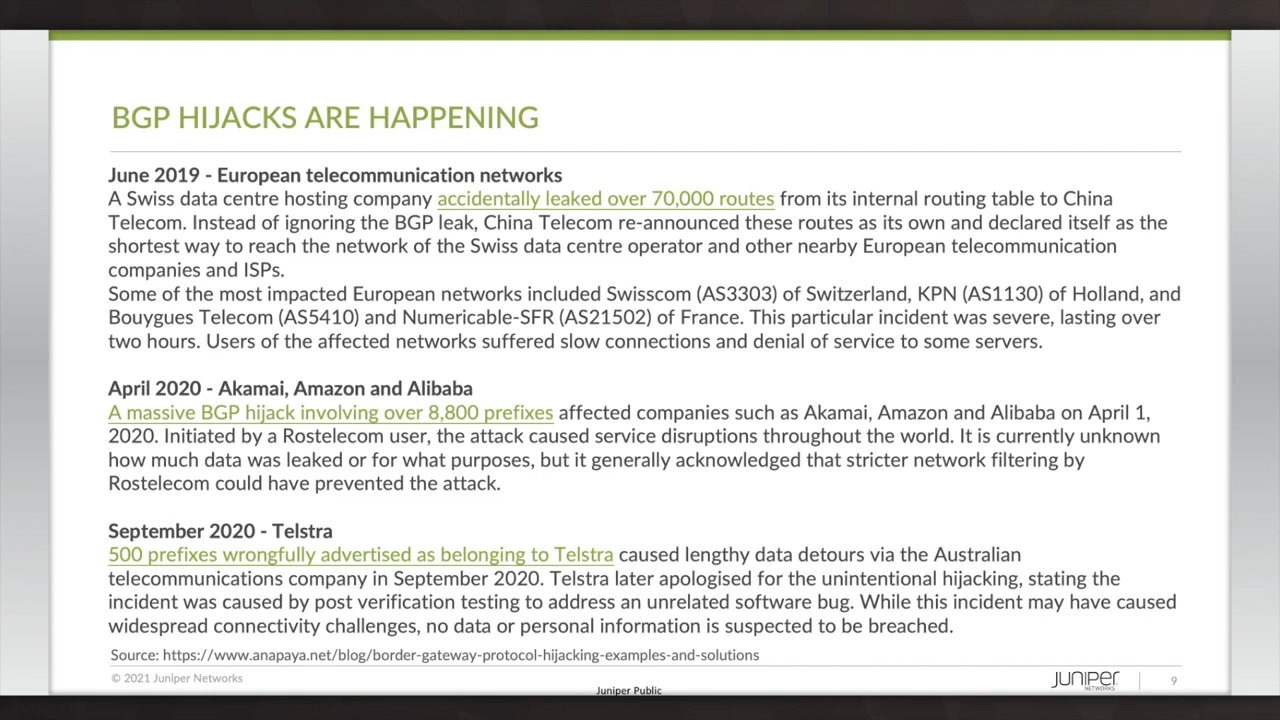 BGP HIJACKS ARE HAPPENING
June 2019 - European telecommunication networks
A Swiss data centre hosting company accidentally leaked over 70,000 routes from its internal routing table to China
Telecom. Instead of ignoring the BGP leak, China Telecom re-announced these routes as its own and declared itself as the
shortest way to reach the network of the Swiss data centre operator and other nearby European telecommunication
companies and ISPs.
Some of the most impacted European networks included Swisscom (AS3303) of Switzerland, KPN (AS1130) of Holland, and
Bouygues Telecom (AS5410) and Numericable-SFR (AS21502) of France. This particular incident was severe, lasting over
two hours. Users of the affected networks suffered slow connections and denial of service to some servers.
April 2020 - Akamai, Amazon and Alibaba
A massive BGP hijack involving over 8,800 prefixes affected companies such as Akamai, Amazon and Alibaba on April 1,
2020. Initiated by a Rostelecom user, the attack caused service disruptions throughout the world. It is currently unknown
how much data was leaked or for what purposes, but it generally acknowledged that stricter network filtering by
Rostelecom could have prevented the attack.
September 2020 - Telstra
500 prefixes wrongfully advertised as belonging to Telstra caused lengthy data detours via the Australian
telecommunications company in September 2020. Telstra later apologised for the unintentional hijacking, stating the
incident was caused by post verification testing to address an unrelated software bug. While this incident may have caused
widespread connectivity challenges, no data or personal information is suspected to be breached.
Source: https://www.anapaya.net/blog/border-gateway-protocol-hijacking-examples-and-solutions
© 2021 Juniper Networks
Juniper Public
JUNIPER
NETWORKS
9